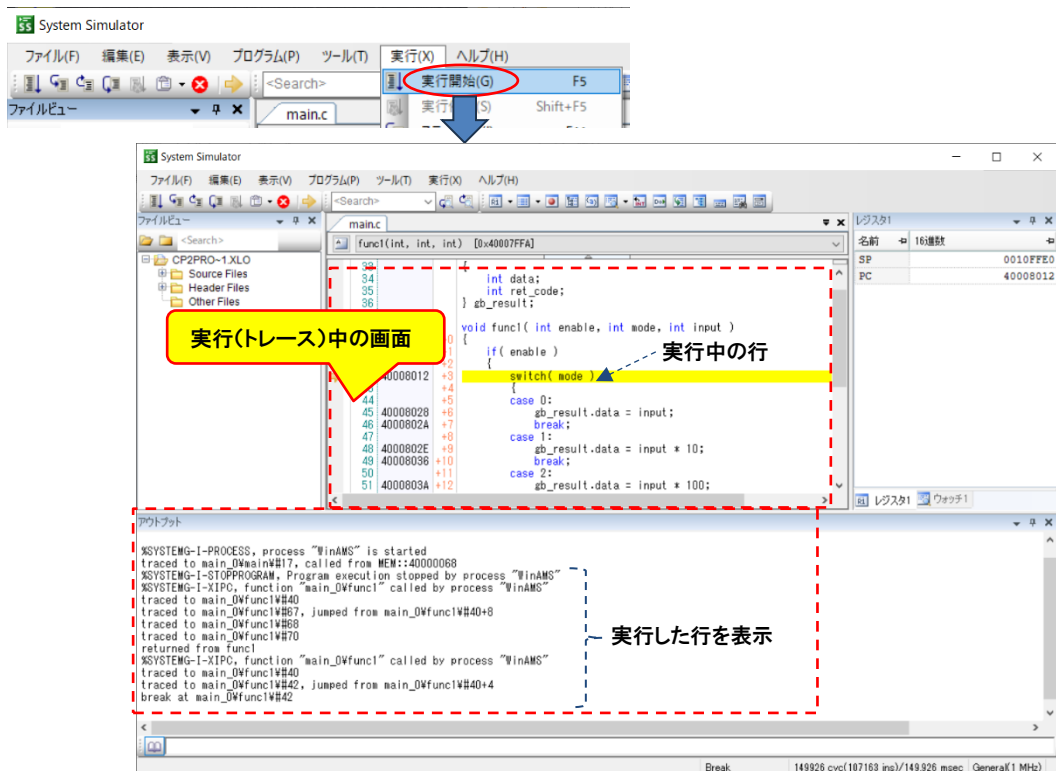 System Simulator
ファイル(F) 編集(E) 表示(V) プログラム(P) ツール(T) 実行(X) ヘルプ(H)
<Search>
実行開始(G) F5
ファイルビュー
main.c
実行 (S) Shift+F5
System Simulator
ファイル(F) 編集(E) 表示(V) プログラム(P) ツール(T) 実行(X) ヘルプ(H)
<Search>
ファイルビュー
main.c
レジスタ1
<Search>
func1(int, int, int) [0x40007FFA]
名前 16進数
CP2PRO~1.XLO
Source Files
Header Files
Other Files
SP 0010FFE0
PC 40008012
33 {
34 int data;
35 int ret_code;
36 } gb_result;
void func1( int enable, int mode, int input )
+0 {
+1 if( enable )
+2 {
40008012 +3 switch( mode )
+4 {
44 +5 case 0:
45 40008028 +6 gb_result.data = input;
46 4000802A +7 break;
47 +8 case 1:
48 4000802E +9 gb_result.data = input * 10;
49 40008036 +10 break;
50 +11 case 2:
51 4000803A +12 gb_result.data = input * 100;
実行(トレース)中の画面
実行中の行
レジスタ1 ウォッチ1
アウトプット
%SYSTEMG-I-PROCESS, process "WinAMS" is started
traced to main_0¥main¥#17, called from MEM::40000068
%SYSTEMG-I-STOPPROGRAM, Program execution stopped by process "WinAMS"
%SYSTEMG-I-XIPC, function "main_0¥func1" called by process "WinAMS"
traced to main_0¥func1¥#40
traced to main_0¥func1¥#67, jumped from main_0¥func1¥#40+8
traced to main_0¥func1¥#68
traced to main_0¥func1¥#70
returned from func1
%SYSTEMG-I-XIPC, function "main_0¥func1" called by process "WinAMS"
traced to main_0¥func1¥#40
traced to main_0¥func1¥#42, jumped from main_0¥func1¥#40+4
break at main_0¥func1¥#42
実行した行を表示
Break 149926 cyc(107163 ins)/149.926 msec General(1 MHz)